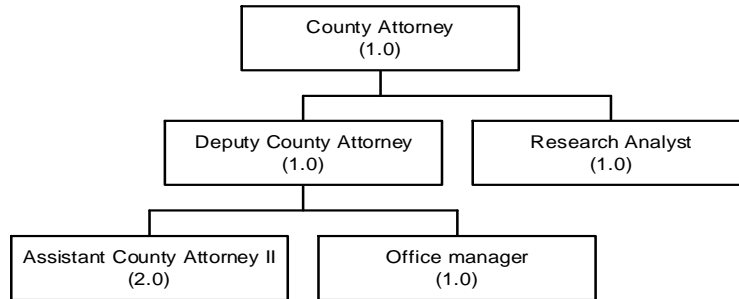 County Attorney
(1.0)
Deputy County Attorney
(1.0)
Research Analyst
(1.0)
Assistant County Attorney II
(2.0)
Office manager
(1.0)